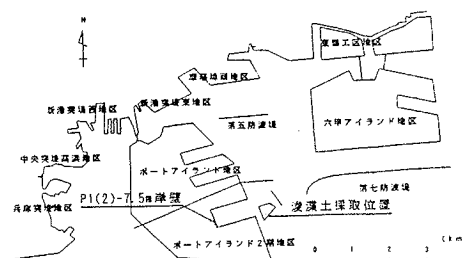 N
東部工区地区
摩耶埠頭地区
新港突堤西地区
新港突堤東地区
第五防波堤
六甲アイランド地区
中央突堤高浜地区
ポートアイランド地区
第七防波堤
P1(2)-7.5m岸壁
浚渫土採取位置
兵庫突堤地区
ポートアイランド2期地区
0 1 2 3 (km